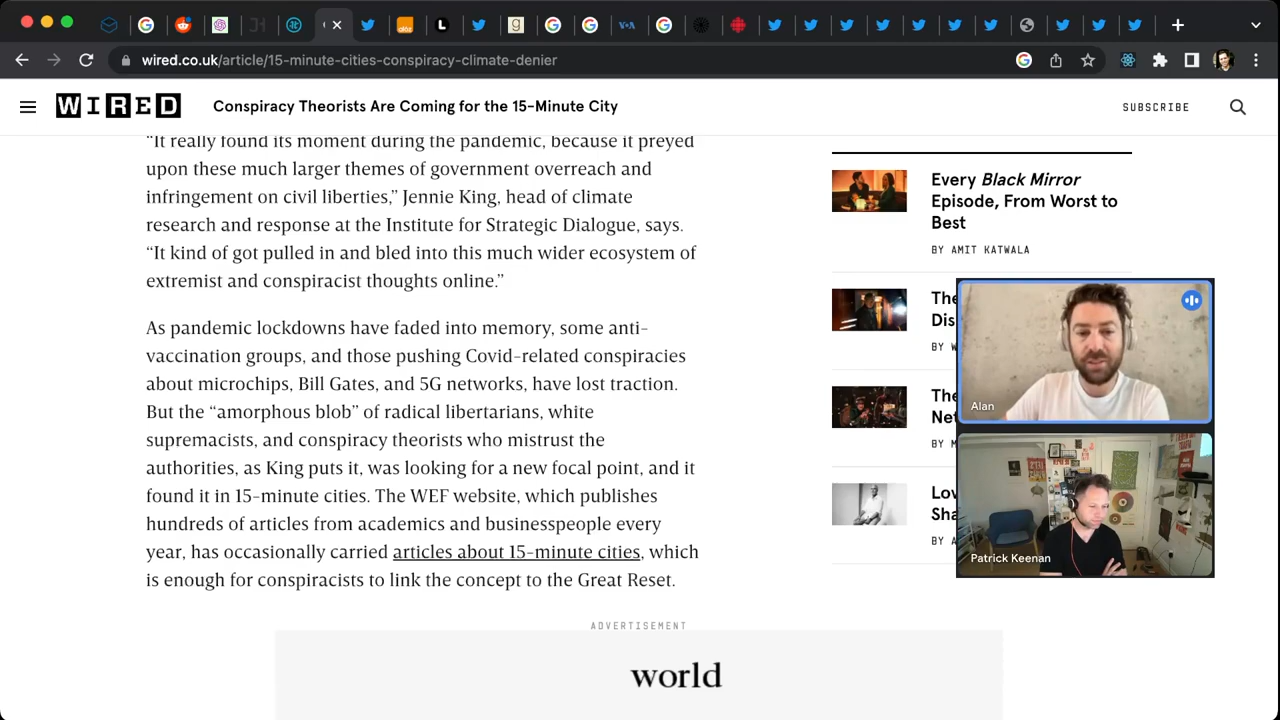 wired.co.uk/article/15-minute-cities-conspiracy-climate-denier
WIRED
Conspiracy Theorists Are Coming for the 15-Minute City
SUBSCRIBE
“It really found its moment during the pandemic, because it preyed
upon these much larger themes of government overreach and
infringement on civil liberties,” Jennie King, head of climate
research and response at the Institute for Strategic Dialogue, says.
“It kind of got pulled in and bled into this much wider ecosystem of
extremist and conspiracist thoughts online.”
As pandemic lockdowns have faded into memory, some anti-
vaccination groups, and those pushing Covid-related conspiracies
about microchips, Bill Gates, and 5G networks, have lost traction.
But the “amorphous blob” of radical libertarians, white
supremacists, and conspiracy theorists who mistrust the
authorities, as King puts it, was looking for a new focal point, and it
found it in 15-minute cities. The WEF website, which publishes
hundreds of articles from academics and businesspeople every
year, has occasionally carried articles about 15-minute cities, which
is enough for conspiracists to link the concept to the Great Reset.
Every Black Mirror
Episode, From Worst to
Best
BY AMIT KATWALA
The
Dis
BY
The
Net
BY
Lov
Sha
BY A
Alan
Patrick Keenan
ADVERTISEMENT
world